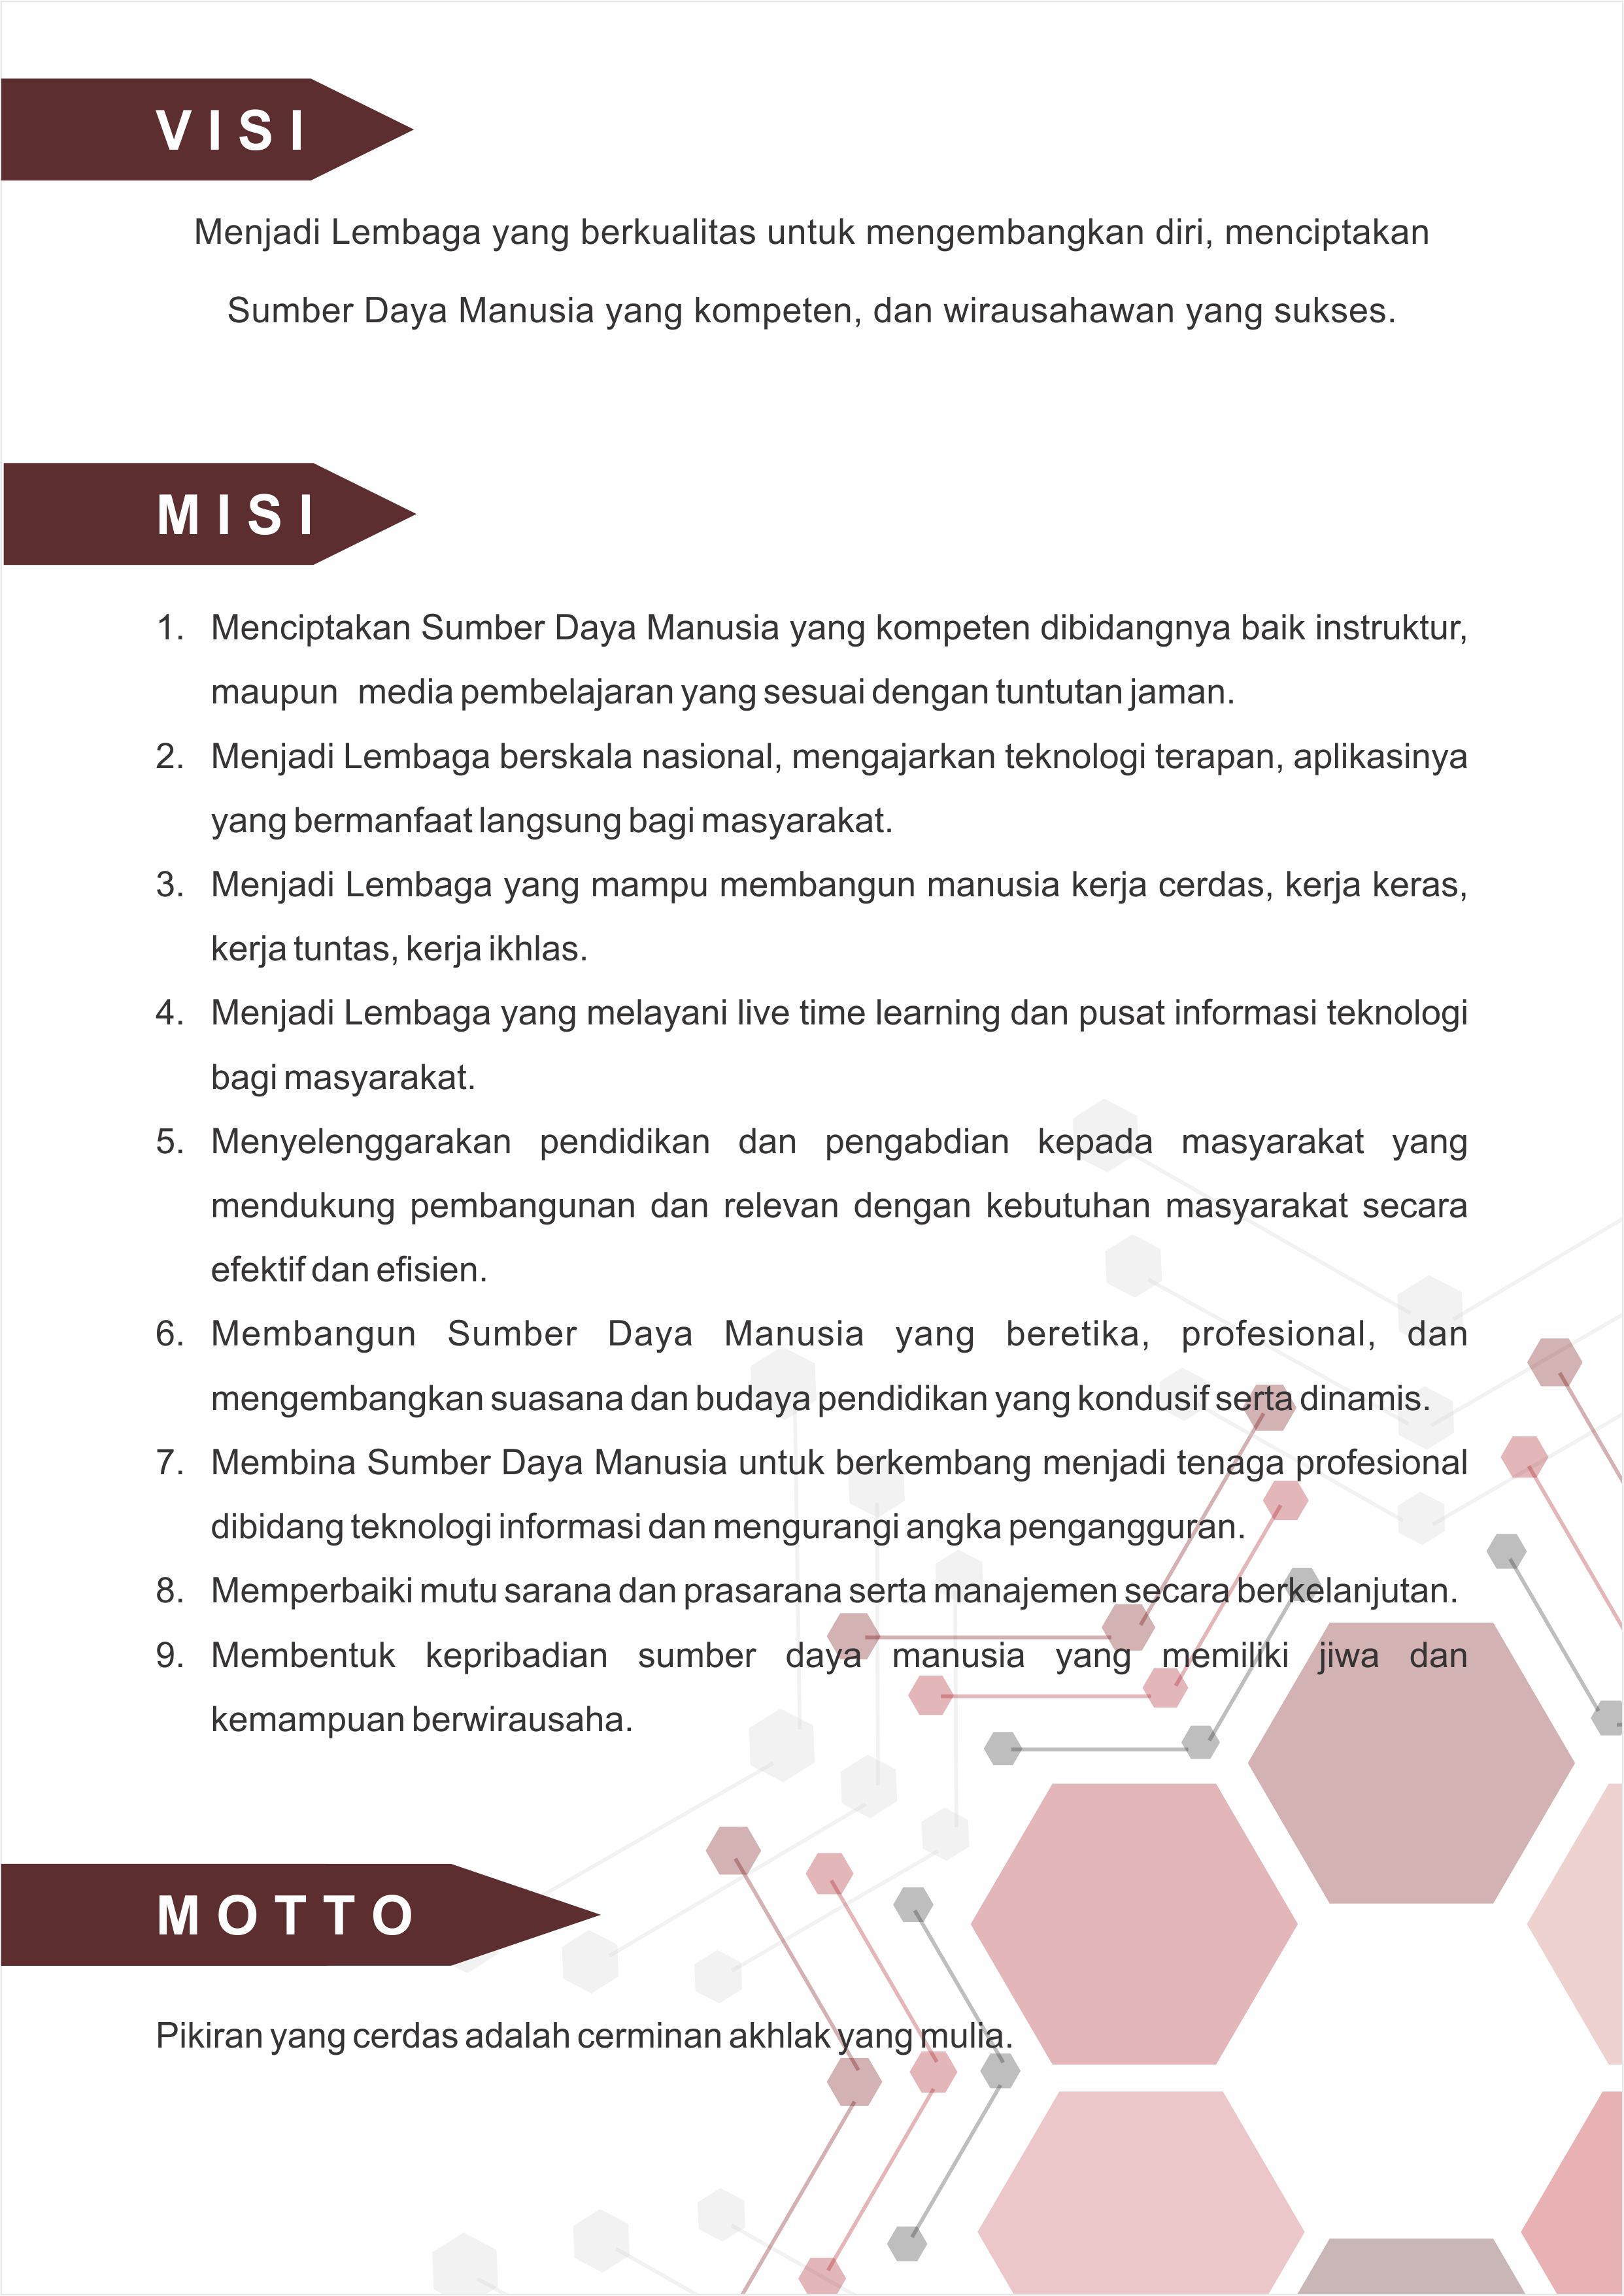 VISI
Menjadi Lembaga yang berkualitas untuk mengembangkan diri, menciptakan
Sumber Daya Manusia yang kompeten, dan wirausahawan yang sukses.
MISI
1. Menciptakan Sumber Daya Manusia yang kompeten dibidangnya baik instruktur,
maupun media pembelajaran yang sesuai dengan tuntutan jaman.
2. Menjadi Lembaga berskala nasional, mengajarkan teknologi terapan, aplikasinya
yang bermanfaat langsung bagi masyarakat.
3. Menjadi Lembaga yang mampu membangun manusia kerja cerdas, kerja keras,
kerja tuntas, kerja ikhlas.
4. Menjadi Lembaga yang melayani live time learning dan pusat informasi teknologi
bagi masyarakat.
5. Menyelenggarakan pendidikan dan pengabdian kepada masyarakat yang
mendukung pembangunan dan relevan dengan kebutuhan masyarakat secara
efektif dan efisien.
6. Membangun Sumber Daya Manusia yang beretika, profesional, dan
mengembangkan suasana dan budaya pendidikan yang kondusif serta dinamis.
7. Membina Sumber Daya Manusia untuk berkembang menjadi tenaga profesional
dibidang teknologi informasi dan mengurangi angka pengangguran.
8. Memperbaiki mutu sarana dan prasarana serta manajemen secara berkelanjutan.
9. Membentuk kepribadian sumber daya manusia yang memiliki jiwa dan
kemampuan berwirausaha.
MOTTO
Pikiran yang cerdas adalah cerminan akhlak yang mulia.